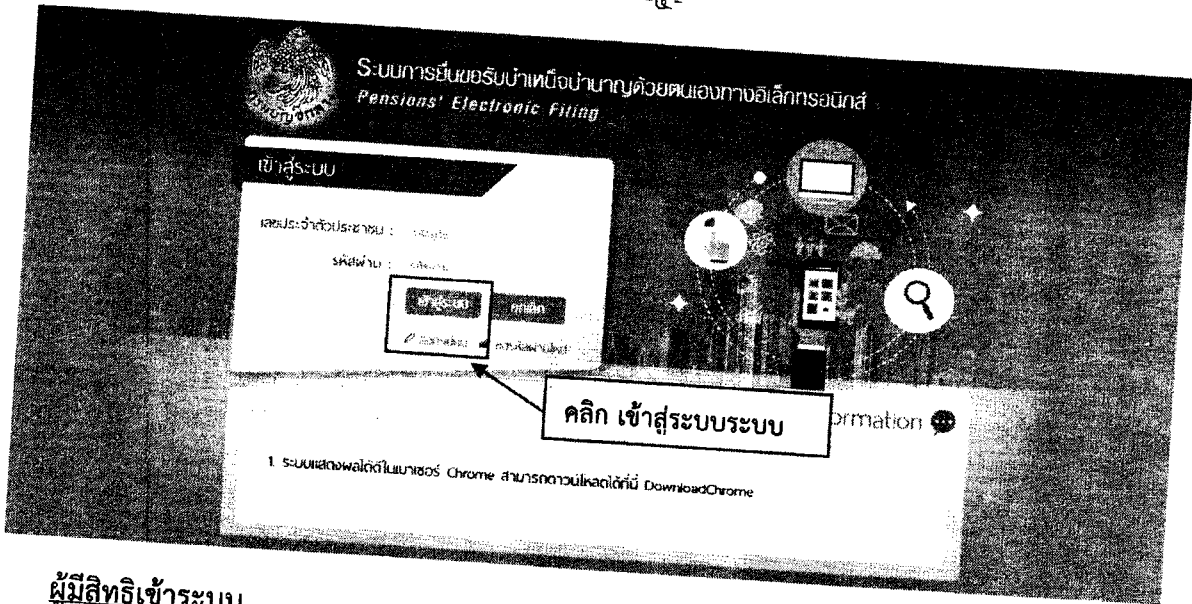 ระบบการยื่นขอรับบำเหน็จบำนาญด้วยตนเองทางอิเล็กทรอนิกส์
Pensions' Electronic Filing
เข้าสู่ระบบ
เลขประจำตัวประชาชน :
รหัสผ่าน :
เข้าสู่ระบบ ยกเลิก
คลิก เข้าสู่ระบบระบบ
ormation
1. ระบบแสดงผลได้ดีในเบาเซอร์ Chrome สามารถดาวน์โหลดได้ที่นี่ DownloadChrome
ผู้มีสิทธิเข้าระบบ